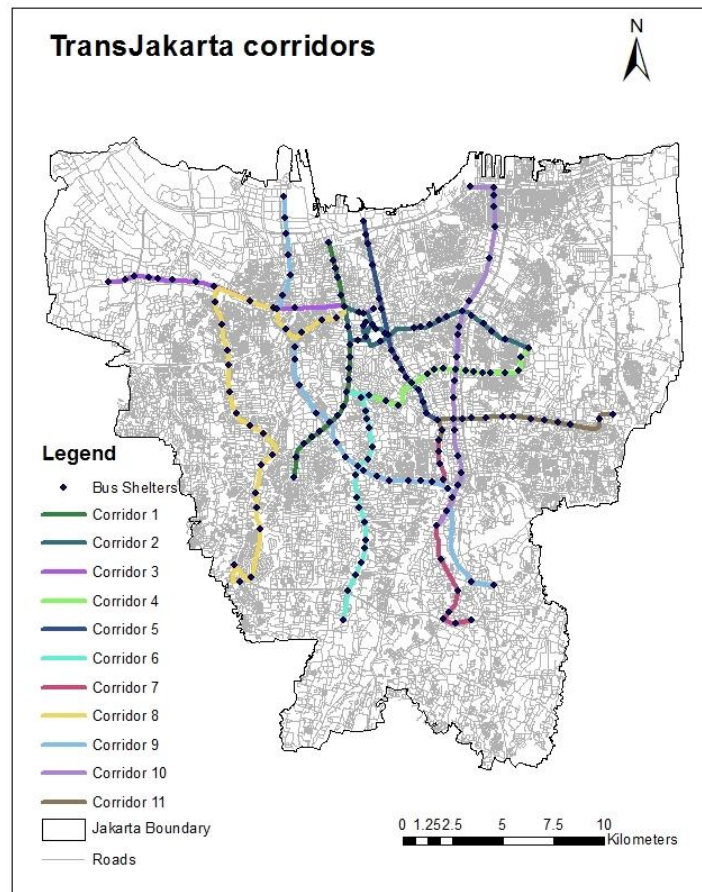 TransJakarta corridors
N
Legend
Bus Shelters
Corridor 1
Corridor 2
Corridor 3
Corridor 4
Corridor 5
Corridor 6
Corridor 7
Corridor 8
Corridor 9
Corridor 10
Corridor 11
Jakarta Boundary
Roads
0 1.252.5 5 7.5 10
Kilometers